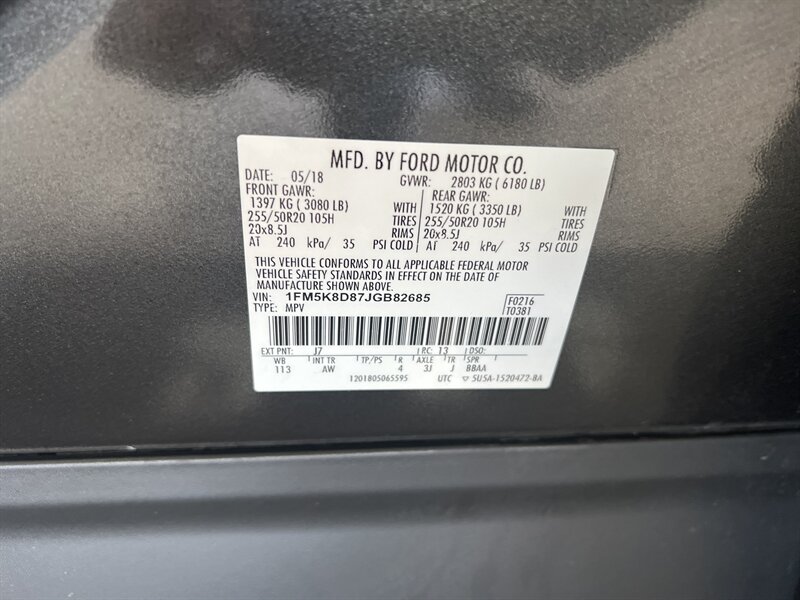 MFD. BY FORD MOTOR CO.
DATE: 05/18 GVWR: 2803 KG ( 6180 LB)
FRONT GAWR: REAR GAWR:
1397 KG ( 3080 LB) WITH 1520 KG ( 3350 LB) WITH
255/50R20 105H TIRES 255/50R20 105H TIRES
20x8.5J RIMS 20x8.5J RIMS
AT 240 kPa/ 35 PSI COLD AT 240 kPa/ 35 PSI COLD
THIS VEHICLE CONFORMS TO ALL APPLICABLE FEDERAL MOTOR
VEHICLE SAFETY STANDARDS IN EFFECT ON THE DATE OF
MANUFACTURE SHOWN ABOVE.
VIN: 1FM5K8D87JGB82685 F0216
TYPE: MPV T0381
EXT PNT: J7 RC: 13 DSO:
WB INT TR TP/PS R AXLE TR SPR
113 AW 4 3J J BBAA
1201805065595 UTC ▽ 5U5A-1520472-BA